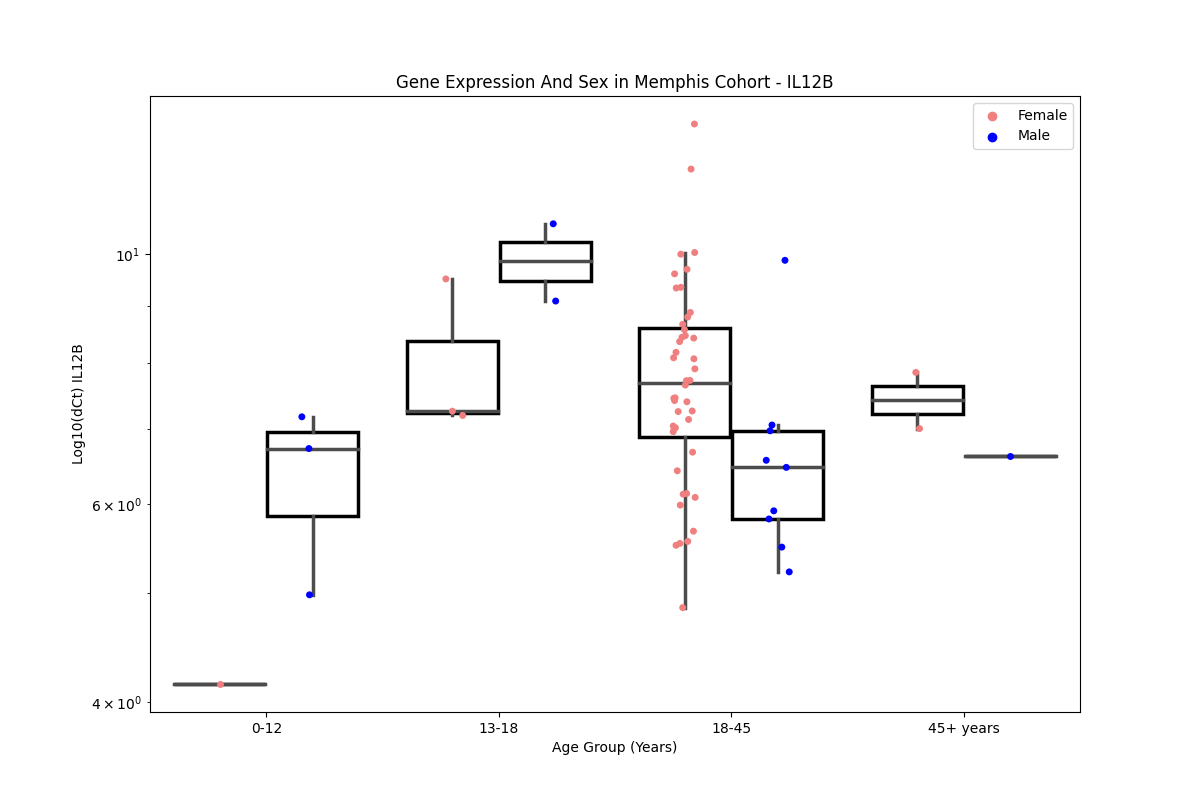 Gene Expression And Sex in Memphis Cohort - IL12B
Female
Male
Log10(dCt) IL12B
10¹
6 × 10⁰
4 × 10⁰
0-12
13-18
18-45
45+ years
Age Group (Years)